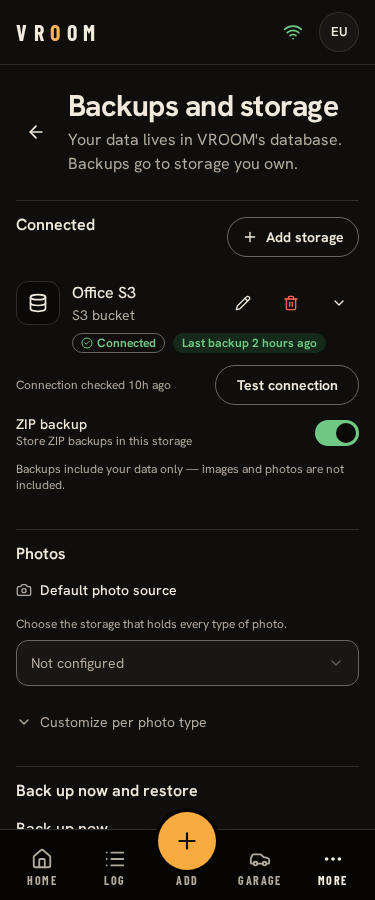 VROOM
EU
Backups and storage
Your data lives in VROOM's database.
Backups go to storage you own.
Connected
Add storage
Office S3
S3 bucket
Connected
Last backup 2 hours ago
Connection checked 10h ago
Test connection
ZIP backup
Store ZIP backups in this storage
Backups include your data only — images and photos are not
included.
Photos
Default photo source
Choose the storage that holds every type of photo.
Not configured
Customize per photo type
Back up now and restore
Back up now
HOME
LOG
ADD
GARAGE
MORE